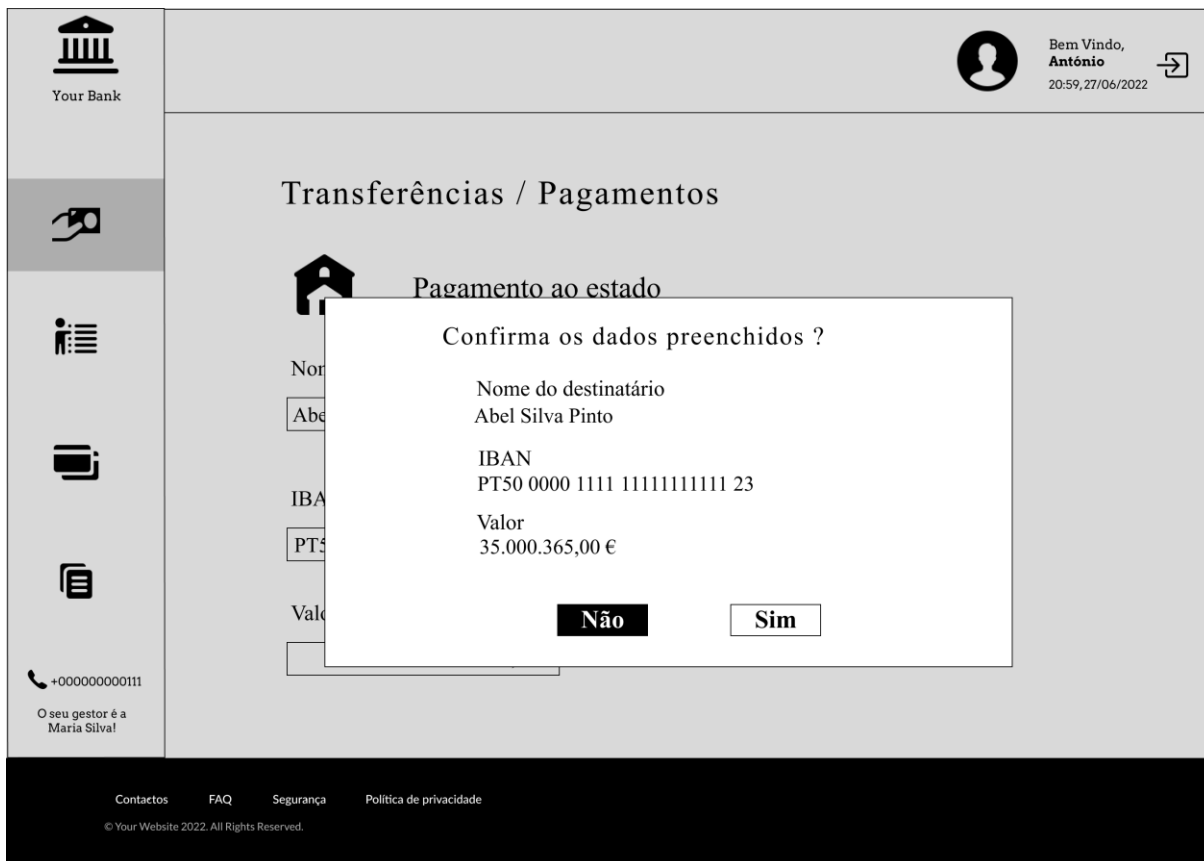 Your Bank
Bem Vindo,
António
20:59, 27/06/2022
Transferências / Pagamentos
Pagamento ao estado
Confirma os dados preenchidos ?
Nome do destinatário
Abel Silva Pinto
IBAN
PT50 0000 1111 11111111111 23
Valor
35.000.365,00 €
Não
Sim
+000000000111
O seu gestor é a
Maria Silva!
Contactos FAQ Segurança Política de privacidade
© Your Website 2022. All Rights Reserved.